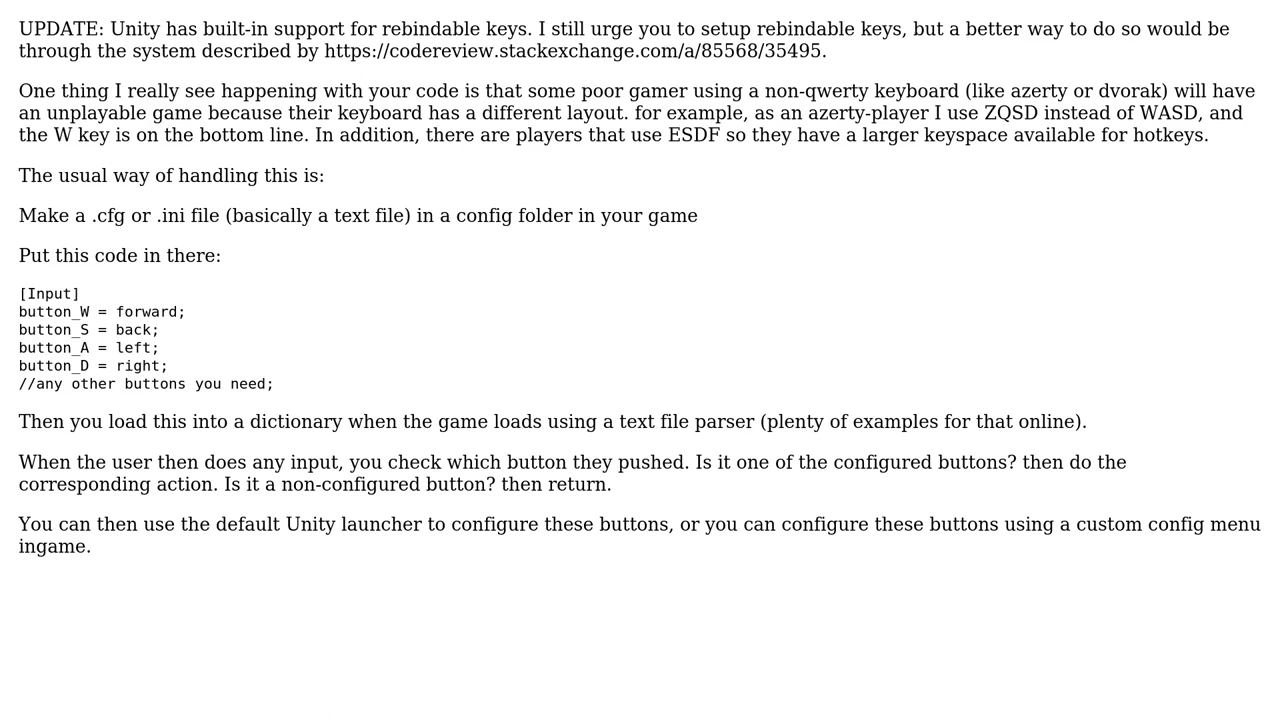 UPDATE: Unity has built-in support for rebindable keys. I still urge you to setup rebindable keys, but a better way to do so would be
through the system described by https://codereview.stackexchange.com/a/85568/35495.
One thing I really see happening with your code is that some poor gamer using a non-qwerty keyboard (like azerty or dvorak) will have
an unplayable game because their keyboard has a different layout. for example, as an azerty-player I use ZQSD instead of WASD, and
the W key is on the bottom line. In addition, there are players that use ESDF so they have a larger keyspace available for hotkeys.
The usual way of handling this is:
Make a .cfg or .ini file (basically a text file) in a config folder in your game
Put this code in there:
[Input]
button_W = forward;
button_S = back;
button_A = left;
button_D = right;
//any other buttons you need;
Then you load this into a dictionary when the game loads using a text file parser (plenty of examples for that online).
When the user then does any input, you check which button they pushed. Is it one of the configured buttons? then do the
corresponding action. Is it a non-configured button? then return.
You can then use the default Unity launcher to configure these buttons, or you can configure these buttons using a custom config menu
ingame.